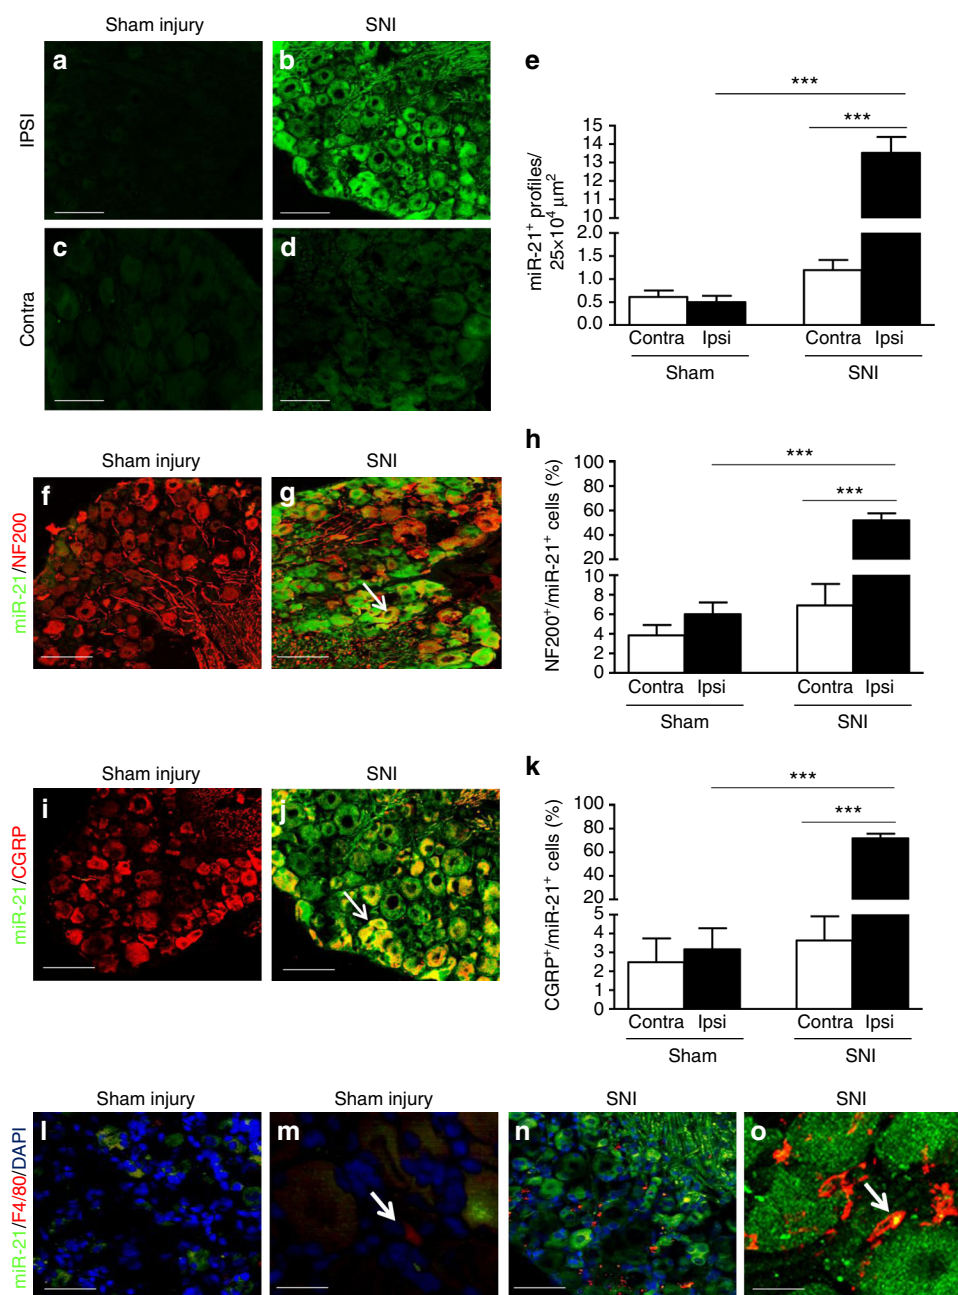 Sham injury SNI
a b e
IPSI
c d
Contra
***
***
miR-21+ profiles/
25×10⁴ μm²
15
14
13
12
11
10
2.0
1.5
1.0
0.5
0.0
Contra Ipsi Contra Ipsi
Sham SNI
Sham injury SNI
f g h
miR-21/NF200
***
***
NF200+/miR-21+ cells (%)
100
80
60
40
20
10
8
6
4
2
0
Contra Ipsi Contra Ipsi
Sham SNI
Sham injury SNI
i j k
miR-21/CGRP
***
***
CGRP+/miR-21+ cells (%)
100
80
60
40
20
5
4
3
2
1
0
Contra Ipsi Contra Ipsi
Sham SNI
Sham injury Sham injury SNI SNI
l m n o
miR-21/F4/80/DAPI